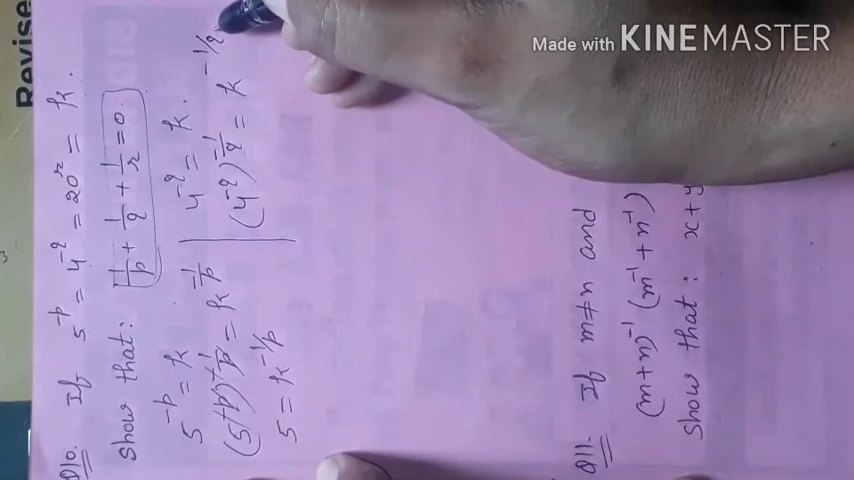 Revise
Q10. If 5^-p = 4^-q = 20^r = k.
Show that: 1/p + 1/q + 1/r = 0.
5^-p = k
(5^-p)^-1/p = k^-1/p
5 = k^-1/p
4^-q = k.
(4^-q)^-1/q = k^-1/q
Q11 If m≠n and
(m+n)^-1 (m^-1 + n^-1)
Show that: x+y
Made with KINEMASTER